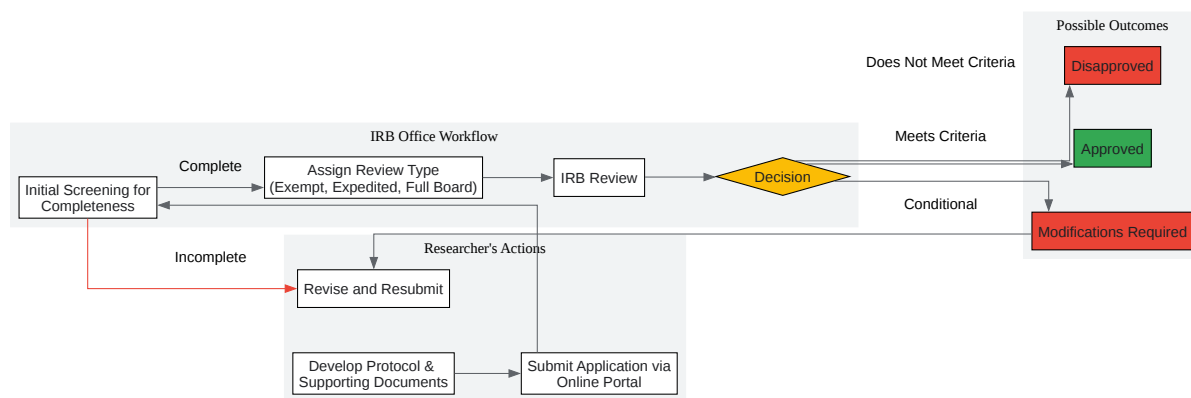 Possible Outcomes
Does Not Meet Criteria
Disapproved
IRB Office Workflow
Meets Criteria
Approved
Complete
Assign Review Type
(Exempt, Expedited, Full Board)
IRB Review
Decision
Initial Screening for
Completeness
Conditional
Modifications Required
Researcher's Actions
Incomplete
Revise and Resubmit
Develop Protocol &
Supporting Documents
Submit Application via
Online Portal